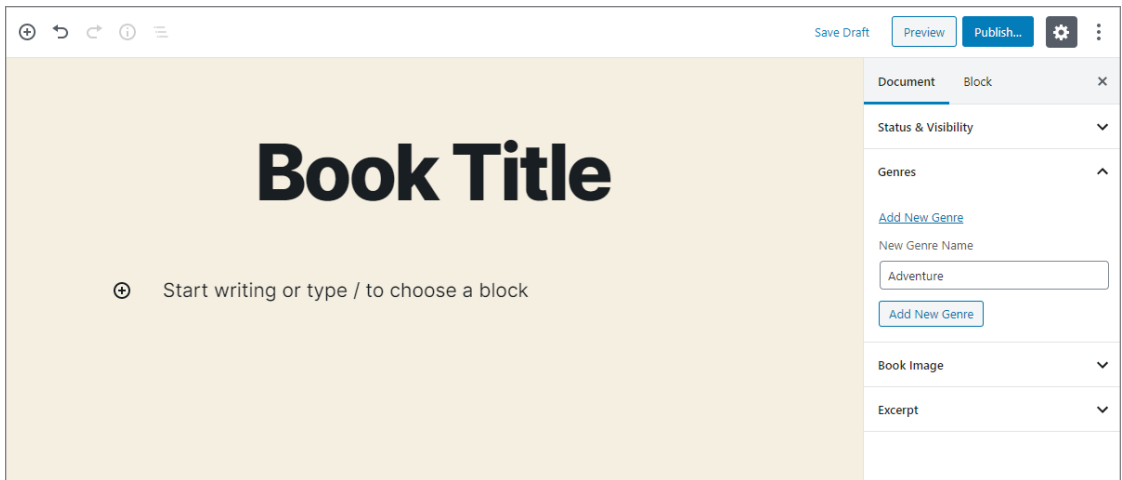 Save Draft Preview Publish...
Document Block
Status & Visibility
Book Title
Genres
Add New Genre
New Genre Name
Adventure
Start writing or type / to choose a block
Add New Genre
Book Image
Excerpt